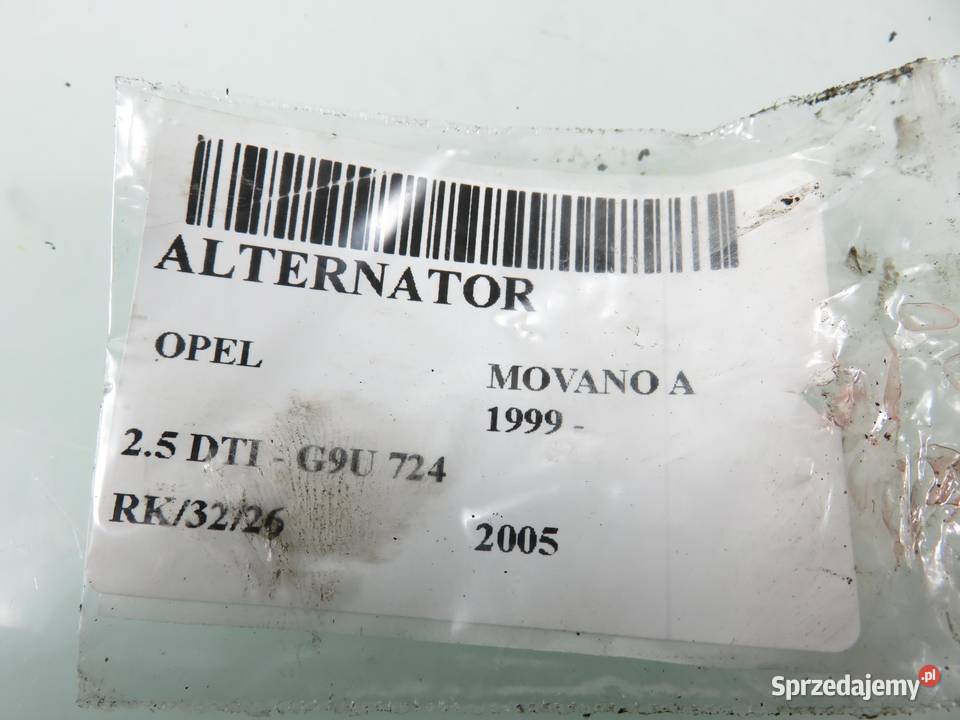 ALTERNATOR
OPEL
MOVANO A
1999 -
2.5 DTI - G9U 724
RK/32/26
2005
Sprzedajemy.pl